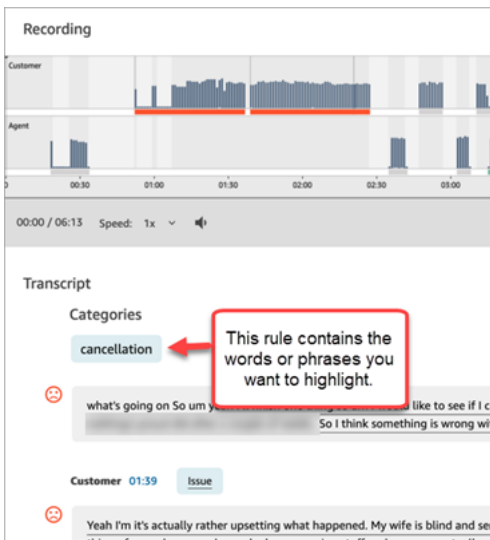 Recording
Customer
Agent
00:30 01:00 01:30 02:00 02:30 03:00
00:00 / 06:13 Speed: 1x
Transcript
Categories
cancellation
This rule contains the
words or phrases you
want to highlight.
what's going on So um like to see if I c
So I think something is wrong wi
Customer 01:39 Issue
Yeah I'm it's actually rather upsetting what happened. My wife is blind and se